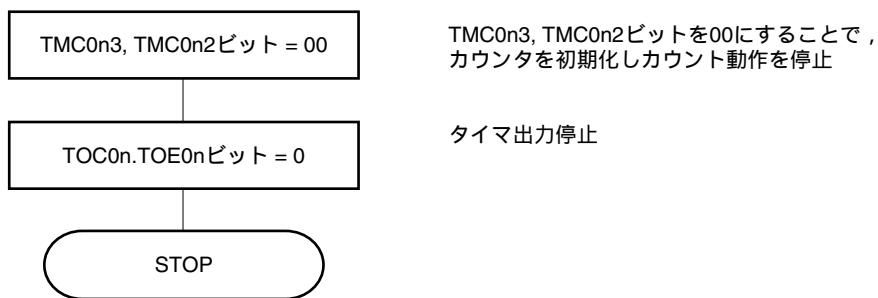 TMC0n3, TMC0n2ビット = 00
TMC0n3, TMC0n2ビットを00にすることで，
カウンタを初期化しカウント動作を停止
TOC0n.TOE0nビット = 0
タイマ出力停止
STOP